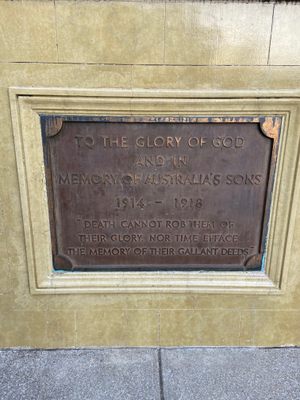 TO THE GLORY OF GOD
AND IN
MEMORY OF AUSTRALIA'S SONS
1914 - 1918
"DEATH CANNOT ROB THEM OF
THEIR GLORY NOR TIME EFFACE
THE MEMORY OF THEIR GALLANT DEEDS"